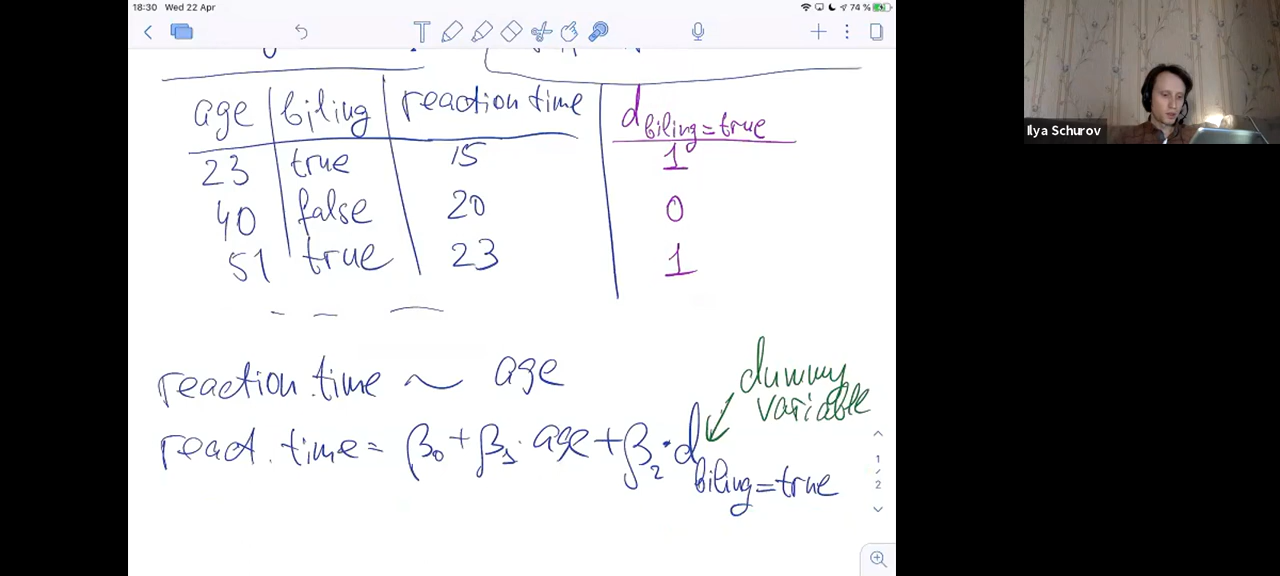 18:30 Wed 22 Apr
74 %
Ilya Schurov
age biling reaction time d biling=true
23 true 15 1
40 false 20 0
51 true 23 1
reaction.time ~ age
dummy
variable
react. time = β0 + β1 · age + β2 · d biling=true
1
/
2